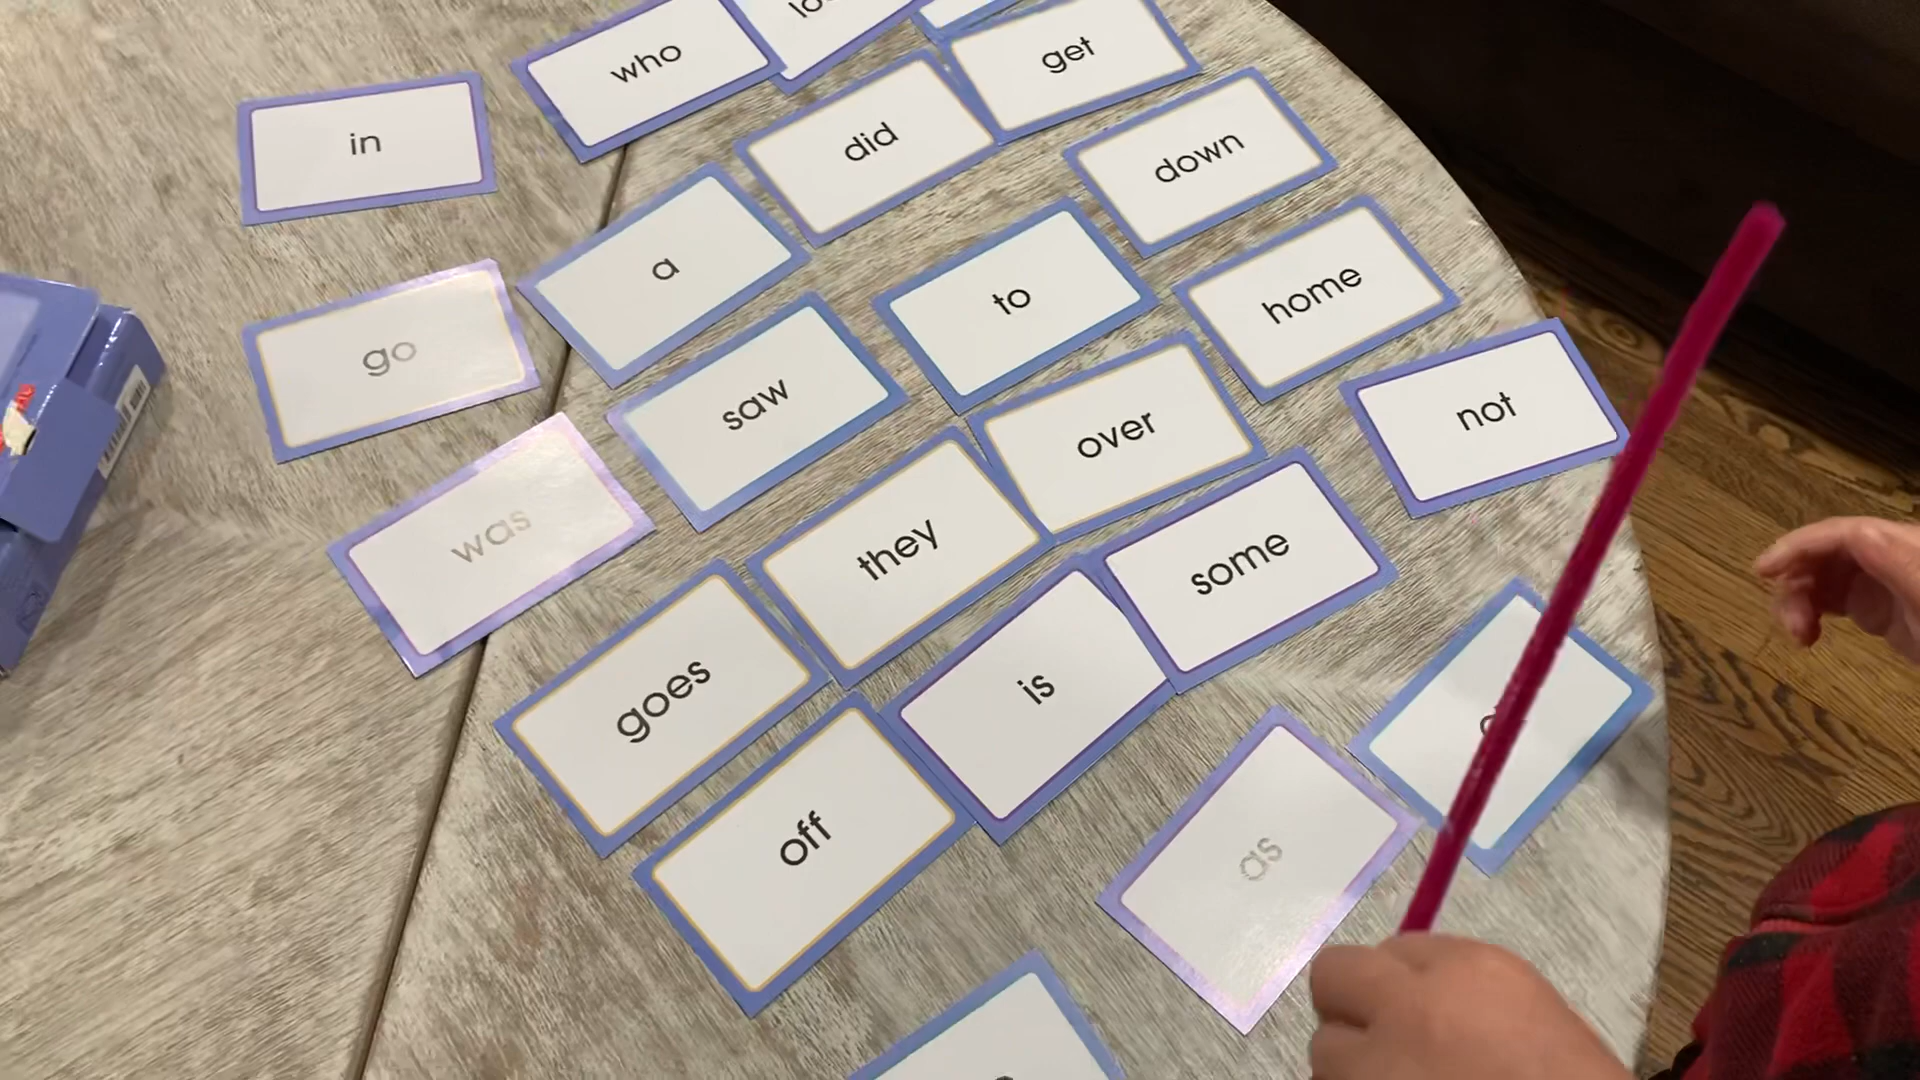 who
get
in
did
down
a
to
home
go
saw
over
not
was
they
some
goes
is
off
as